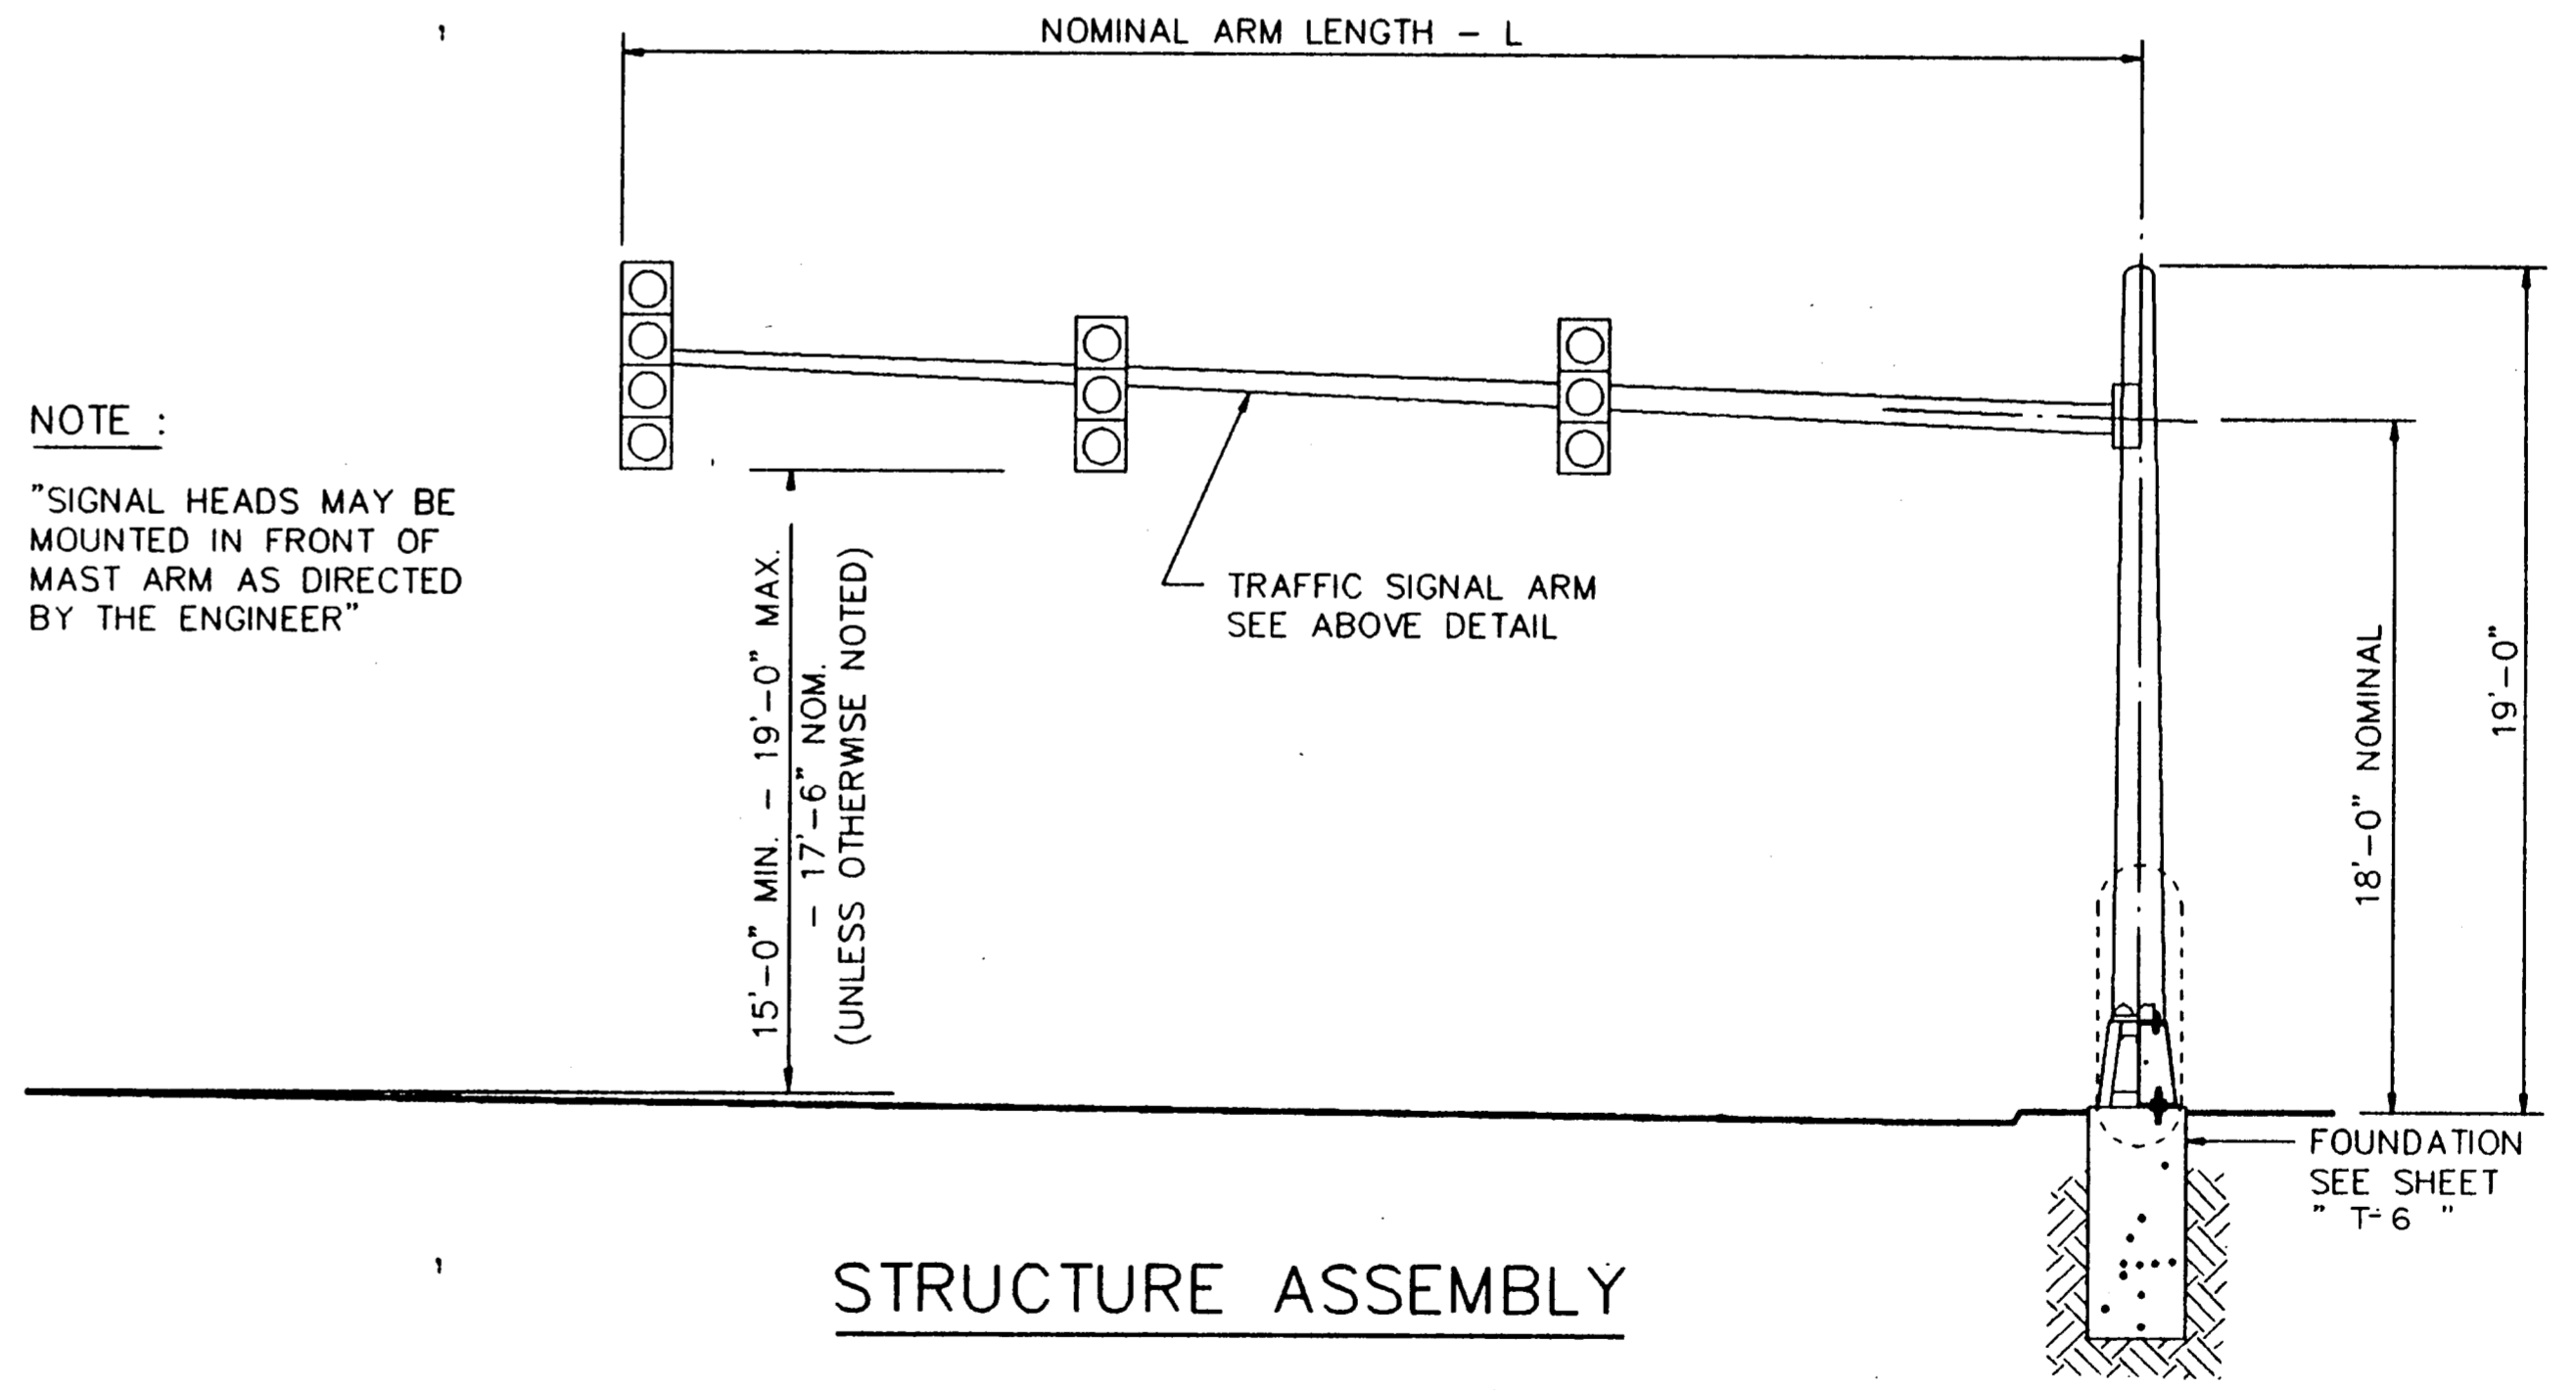 NOMINAL ARM LENGTH - L
NOTE :
"SIGNAL HEADS MAY BE
MOUNTED IN FRONT OF
MAST ARM AS DIRECTED
BY THE ENGINEER"
TRAFFIC SIGNAL ARM
SEE ABOVE DETAIL
15'-0" MIN. - 19'-0" MAX.
- 17'-6" NOM.
(UNLESS OTHERWISE NOTED)
18'-0" NOMINAL
19'-0"
FOUNDATION
SEE SHEET
" T-6 "
STRUCTURE ASSEMBLY